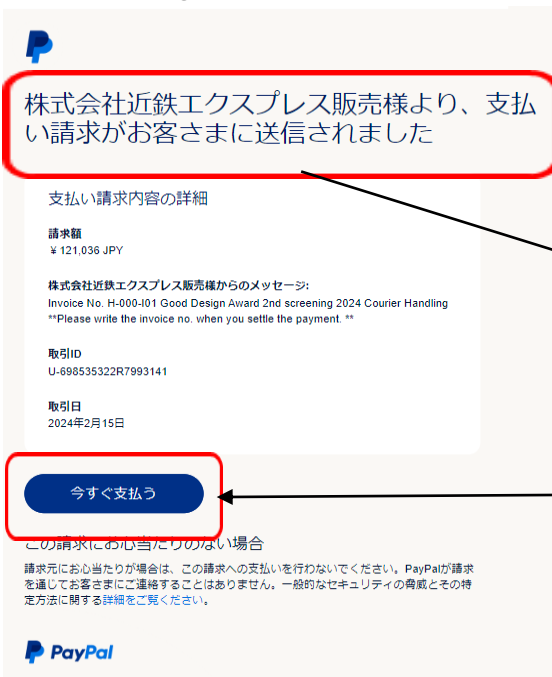 株式会社近鉄エクスプレス販売様より、支払
い請求がお客さまに送信されました
支払い請求内容の詳細
請求額
¥ 121,036 JPY
株式会社近鉄エクスプレス販売様からのメッセージ:
Invoice No. H-000-I01 Good Design Award 2nd screening 2024 Courier Handling
**Please write the invoice no. when you settle the payment. **
取引ID
U-698535322R7993141
取引日
2024年2月15日
今すぐ支払う
この請求にお心当たりのない場合
請求元にお心当たりが場合は、この請求への支払いを行わないでください。PayPalが請求
を通じてお客さまにご連絡することはありません。一般的なセキュリティの脅威とその特
定方法に関する詳細をご覧ください。
PayPal